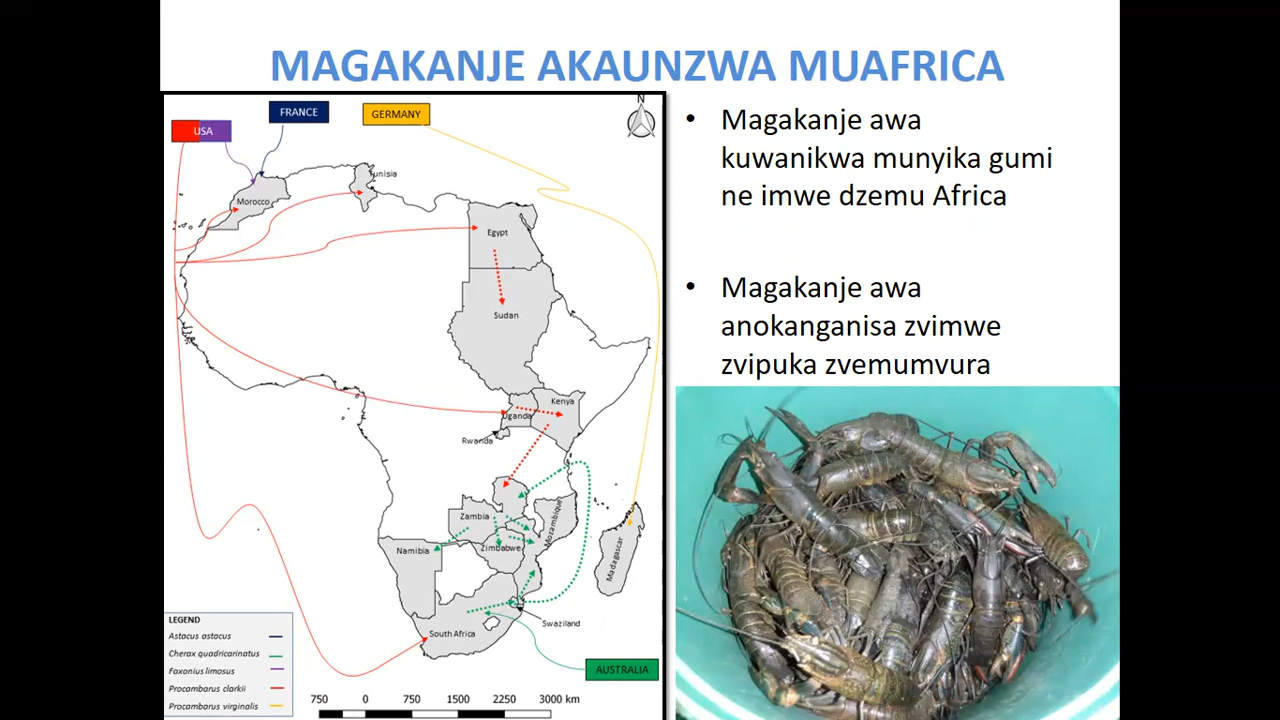 MAGAKANJE AKAUNZWA MUAFRICA
FRANCE
GERMANY
USA
N
Tunisia
Morocco
Egypt
Sudan
Kenya
Uganda
Rwanda
Zambia
Mozambique
Namibia
Zimbabwe
Madagascar
Swaziland
South Africa
AUSTRALIA
LEGEND
Astacus astacus
Cherax quadricarinatus
Faxonius limosus
Procambarus clarkii
Procambarus virginalis
750 0 750 1500 2250 3000 km
• Magakanje awa
kuwanikwa munyika gumi
ne imwe dzemu Africa
• Magakanje awa
anokanganisa zvimwe
zvipuka zvemumvura